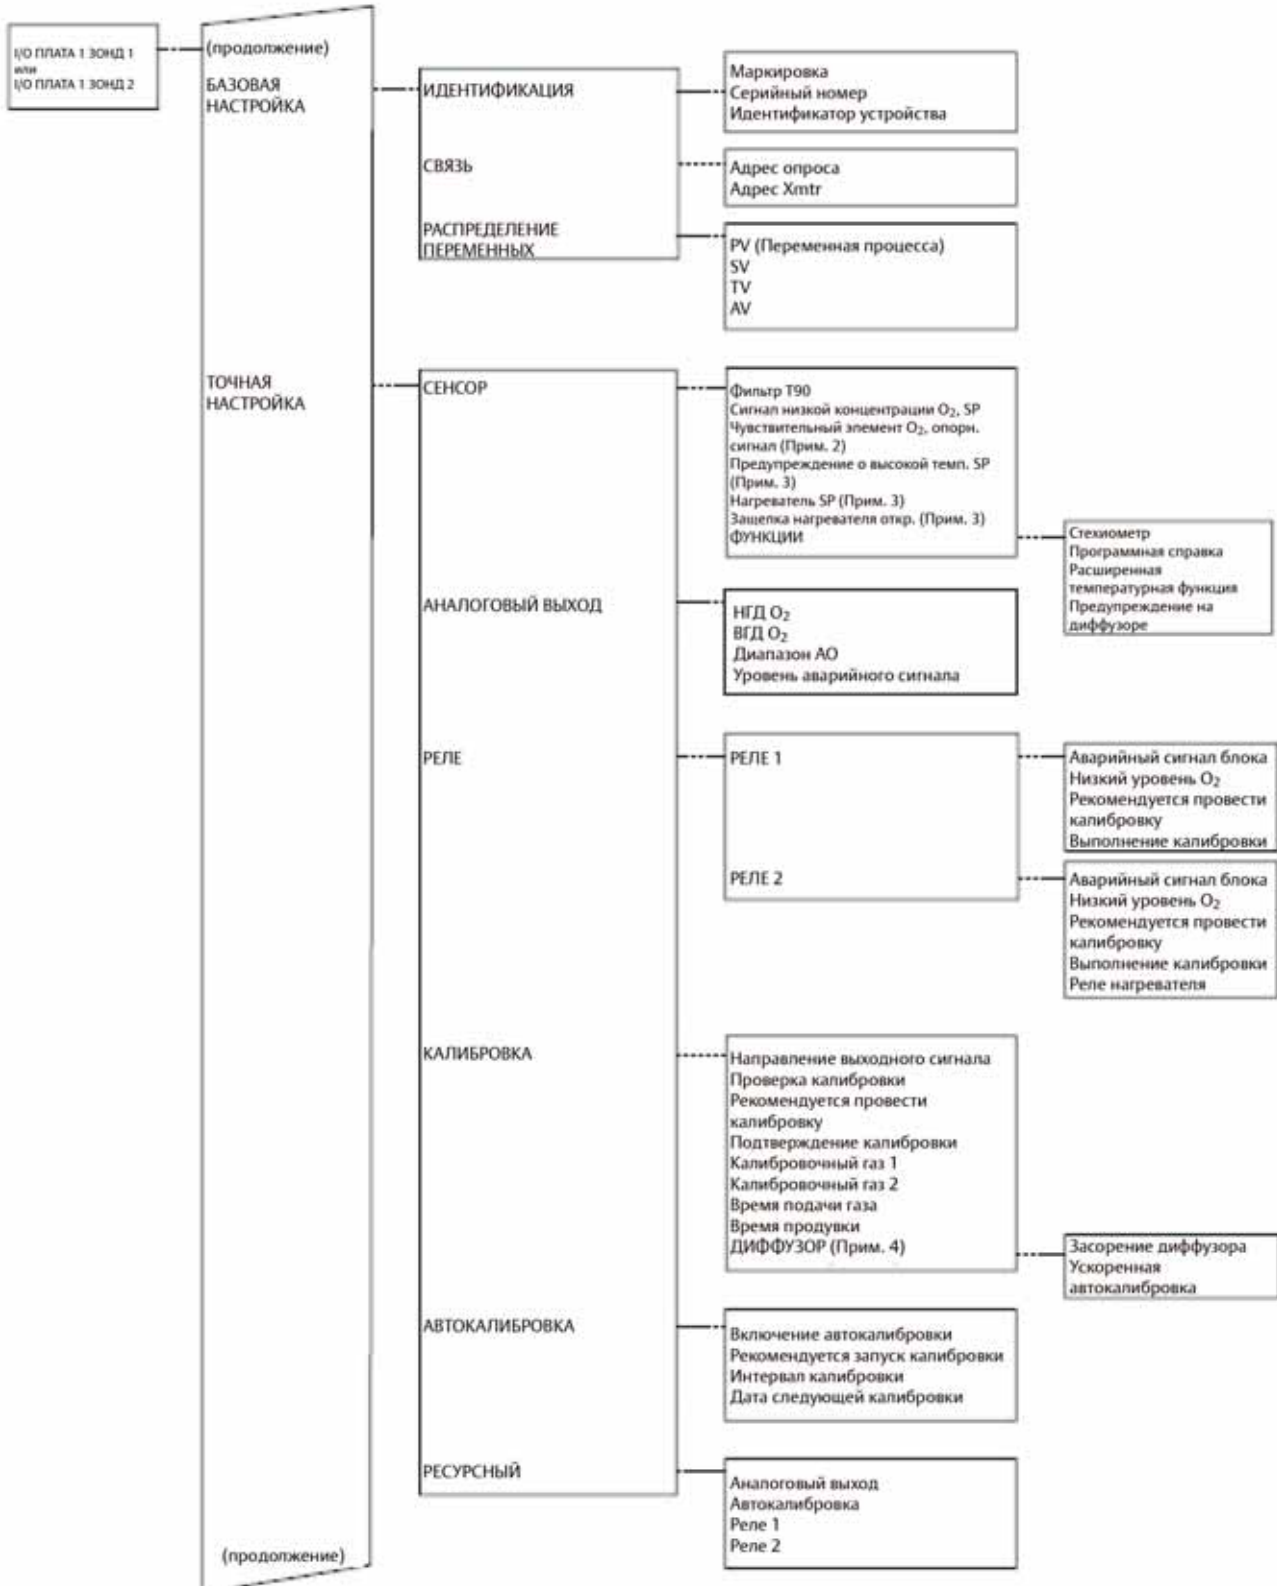 I/O ПЛАТА 1 ЗОНД 1
или
I/O ПЛАТА 1 ЗОНД 2
(продолжение)
БАЗОВАЯ
НАСТРОЙКА
ИДЕНТИФИКАЦИЯ
Маркировка
Серийный номер
Идентификатор устройства
СВЯЗЬ
Адрес опроса
Адрес Xmtr
РАСПРЕДЕЛЕНИЕ
ПЕРЕМЕННЫХ
PV (Переменная процесса)
SV
TV
AV
ТОЧНАЯ
НАСТРОЙКА
СЕНСОР
Фильтр T90
Сигнал низкой концентрации O2, SP
Чувствительный элемент O2, опорн.
сигнал (Прим. 2)
Предупреждение о высокой темп. SP
(Прим. 3)
Нагреватель SP (Прим. 3)
Защелка нагревателя откр. (Прим. 3)
ФУНКЦИИ
Стехиометр
Программная справка
Расширенная
температурная функция
Предупреждение на
диффузоре
АНАЛОГОВЫЙ ВЫХОД
НГД O2
ВГД O2
Диапазон АО
Уровень аварийного сигнала
РЕЛЕ
РЕЛЕ 1
Аварийный сигнал блока
Низкий уровень O2
Рекомендуется провести
калибровку
Выполнение калибровки
РЕЛЕ 2
Аварийный сигнал блока
Низкий уровень O2
Рекомендуется провести
калибровку
Выполнение калибровки
Реле нагревателя
КАЛИБРОВКА
Направление выходного сигнала
Проверка калибровки
Рекомендуется провести
калибровку
Подтверждение калибровки
Калибровочный газ 1
Калибровочный газ 2
Время подачи газа
Время продувки
ДИФФУЗОР (Прим. 4)
Засорение диффузора
Ускоренная
автокалибровка
АВТОКАЛИБРОВКА
Включение автокалибровки
Рекомендуется запуск калибровки
Интервал калибровки
Дата следующей калибровки
РЕСУРСНЫЙ
Аналоговый выход
Автокалибровка
Реле 1
Реле 2
(продолжение)